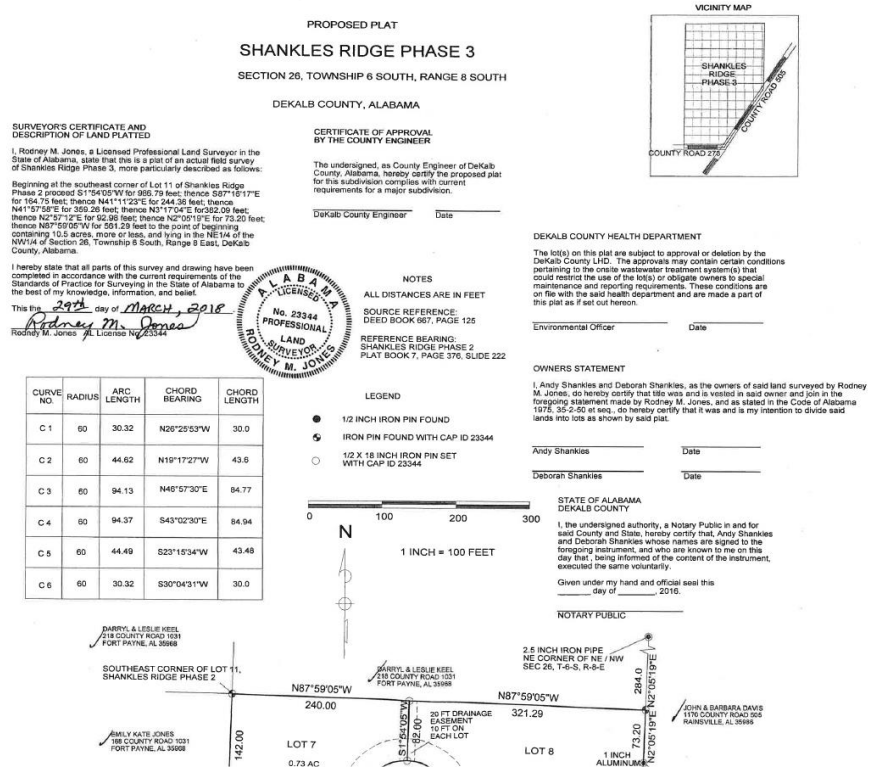 PROPOSED PLAT
SHANKLES RIDGE PHASE 3
SECTION 26, TOWNSHIP 6 SOUTH, RANGE 8 SOUTH
DEKALB COUNTY, ALABAMA
VICINITY MAP
SHANKLES
RIDGE
PHASE 3
COUNTY ROAD 505
COUNTY ROAD 275
SURVEYOR'S CERTIFICATE AND
DESCRIPTION OF LAND PLATTED
I, Rodney M. Jones, a Licensed Professional Land Surveyor in the
State of Alabama, state that this is a plat of an actual field survey
of Shankles Ridge Phase 3, more particularly described as follows:
Beginning at the southeast corner of Lot 11 of Shankles Ridge
Phase 2 proceed S1°54'05"W for 986.79 feet; thence S87°16'17"E
for 164.75 feet; thence N41°11'23"E for 244.36 feet; thence
N41°57'58"E for 359.26 feet; thence N3°17'04"E for382.09 feet;
thence N2°57'12"E for 92.98 feet; thence N2°05'19"E for 73.20 feet;
thence N87°59'05"W for 561.29 feet to the point of beginning
containing 10.5 acres, more or less, and lying in the NE1/4 of the
NW1/4 of Section 26, Township 6 South, Range 8 East, DeKalb
County, Alabama.
I hereby state that all parts of this survey and drawing have been
completed in accordance with the current requirements of the
Standards of Practice for Surveying in the State of Alabama to
the best of my knowledge, information, and belief.
This the 29th day of MARCH, 2018
Rodney M. Jones
Rodney M. Jones AL License No. 23344
ALABAMA
LICENSED
No. 23344
PROFESSIONAL
LAND
SURVEYOR
RODNEY M. JONES
CERTIFICATE OF APPROVAL
BY THE COUNTY ENGINEER
The undersigned, as County Engineer of DeKalb
County, Alabama, hereby certify the proposed plat
for this subdivision complies with current
requirements for a major subdivision.
DeKalb County Engineer Date
NOTES
ALL DISTANCES ARE IN FEET
SOURCE REFERENCE:
DEED BOOK 667, PAGE 125
REFERENCE BEARING:
SHANKLES RIDGE PHASE 2
PLAT BOOK 7, PAGE 376, SLIDE 222
LEGEND
1/2 INCH IRON PIN FOUND
IRON PIN FOUND WITH CAP ID 23344
1/2 X 18 INCH IRON PIN SET
WITH CAP ID 23344
0 100 200 300
N
1 INCH = 100 FEET
DEKALB COUNTY HEALTH DEPARTMENT
The lot(s) on this plat are subject to approval or deletion by the
DeKalb County LHD. The approvals may contain certain conditions
pertaining to the onsite wastewater treatment system(s) that
could restrict the use of the lot(s) or obligate owners to special
maintenance and reporting requirements. These conditions are
on file with the said health department and are made a part of
this plat as if set out hereon.
Environmental Officer Date
OWNERS STATEMENT
I, Andy Shankles and Deborah Shankles, as the owners of said land surveyed by Rodney
M. Jones, do hereby certify that title was and is vested in said owner and join in the
foregoing statement made by Rodney M. Jones, and as stated in the Code of Alabama
1975, 35-2-50 et seq., do hereby certify that it was and is my intention to divide said
lands into lots as shown by said plat.
Andy Shankles Date
Deborah Shankles Date
STATE OF ALABAMA
DEKALB COUNTY
I, the undersigned authority, a Notary Public in and for
said County and State, hereby certify that, Andy Shankles
and Deborah Shankles whose names are signed to the
foregoing instrument, and who are known to me on this
day that , being informed of the content of the instrument,
executed the same voluntarily.
Given under my hand and official seal this
______ day of ______, 2016.
NOTARY PUBLIC
CURVE NO. RADIUS ARC LENGTH CHORD BEARING CHORD LENGTH
C 1 60 30.32 N26°25'53"W 30.0
C 2 60 44.62 N19°17'27"W 43.6
C 3 60 94.13 N46°57'30"E 84.77
C 4 60 94.37 S43°02'30"E 84.94
C 5 60 44.49 S23°15'34"W 43.48
C 6 60 30.32 S30°04'31"W 30.0
DARRYL & LESLIE KEEL
218 COUNTY ROAD 1031
FORT PAYNE, AL 35968
SOUTHEAST CORNER OF LOT 11,
SHANKLES RIDGE PHASE 2
EMILY KATE JONES
166 COUNTY ROAD 1031
FORT PAYNE, AL 35968
N87°59'05"W
240.00
142.00
LOT 7
0.73 AC
DARRYL & LESLIE KEEL
218 COUNTY ROAD 1031
FORT PAYNE, AL 35968
S1°54'05"W
82.00
20 FT DRAINAGE
EASEMENT
10 FT ON
EACH LOT
N87°59'05"W
321.29
LOT 8
2.5 INCH IRON PIPE
NE CORNER OF NE / NW
SEC 26, T-6-S, R-8-E
284.0
N2°05'19"E
73.20
N2°05'19"E
1 INCH
ALUMINUM
JOHN & BARBARA DAVIS
1170 COUNTY ROAD 505
RAINSVILLE, AL 35986